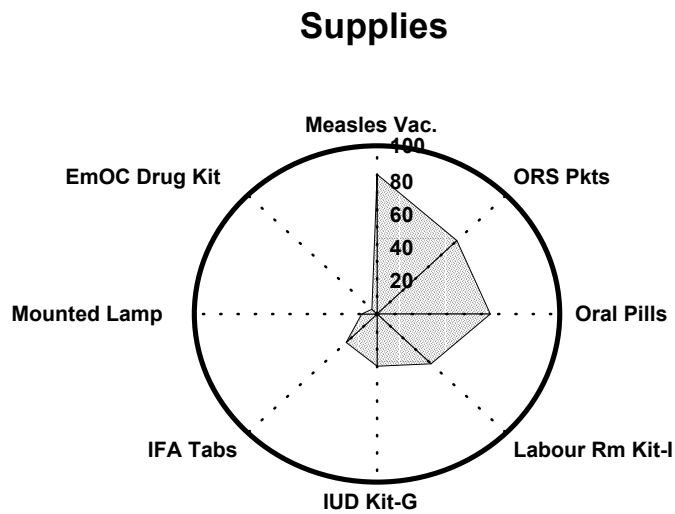 Supplies
Measles Vac.
100
EmOC Drug Kit
ORS Pkts
80
60
40
20
Mounted Lamp
Oral Pills
IFA Tabs
Labour Rm Kit-I
IUD Kit-G